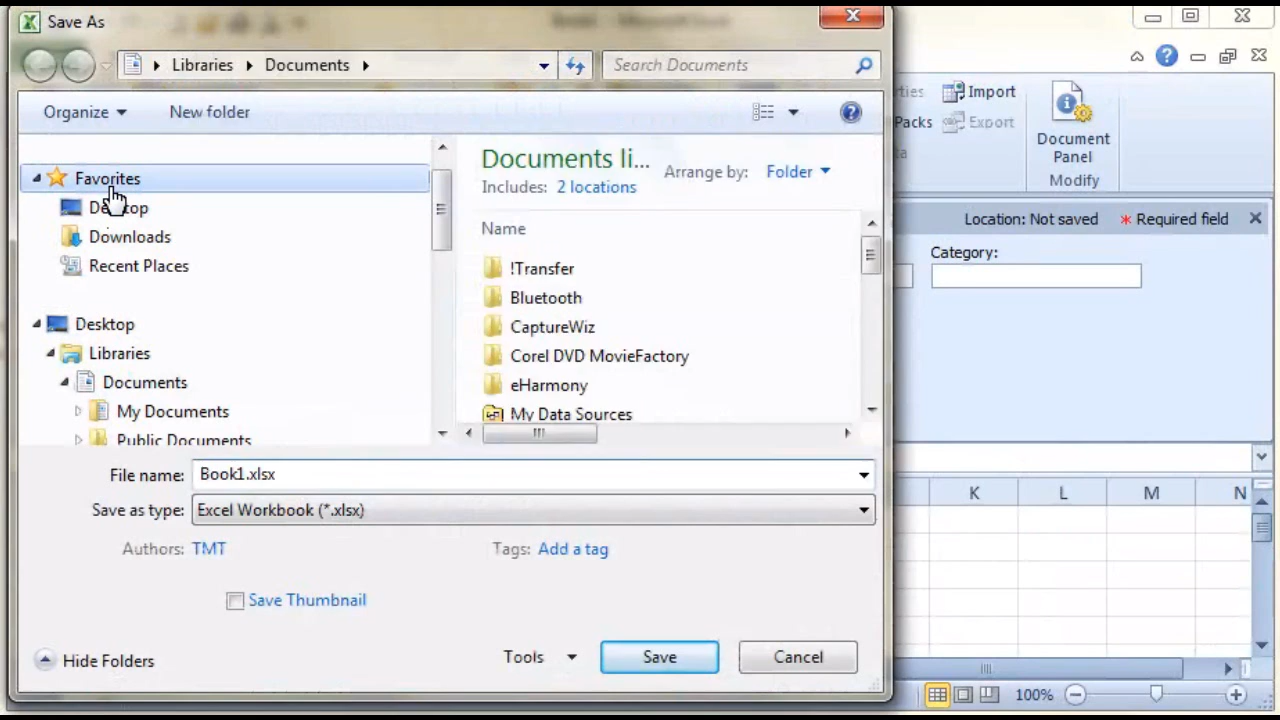 Save As
Libraries Documents
Search Documents
Organize New folder
Favorites
Desktop
Downloads
Recent Places
Desktop
Libraries
Documents
My Documents
Public Documents
Documents li...
Includes: 2 locations
Arrange by: Folder
Name
!Transfer
Bluetooth
CaptureWiz
Corel DVD MovieFactory
eHarmony
My Data Sources
File name: Book1.xlsx
Save as type: Excel Workbook (*.xlsx)
Authors: TMT
Tags: Add a tag
Save Thumbnail
Hide Folders
Tools Save Cancel
Import
Packs Export
Document
Panel
Modify
Location: Not saved * Required field
Category:
K L M N
100%